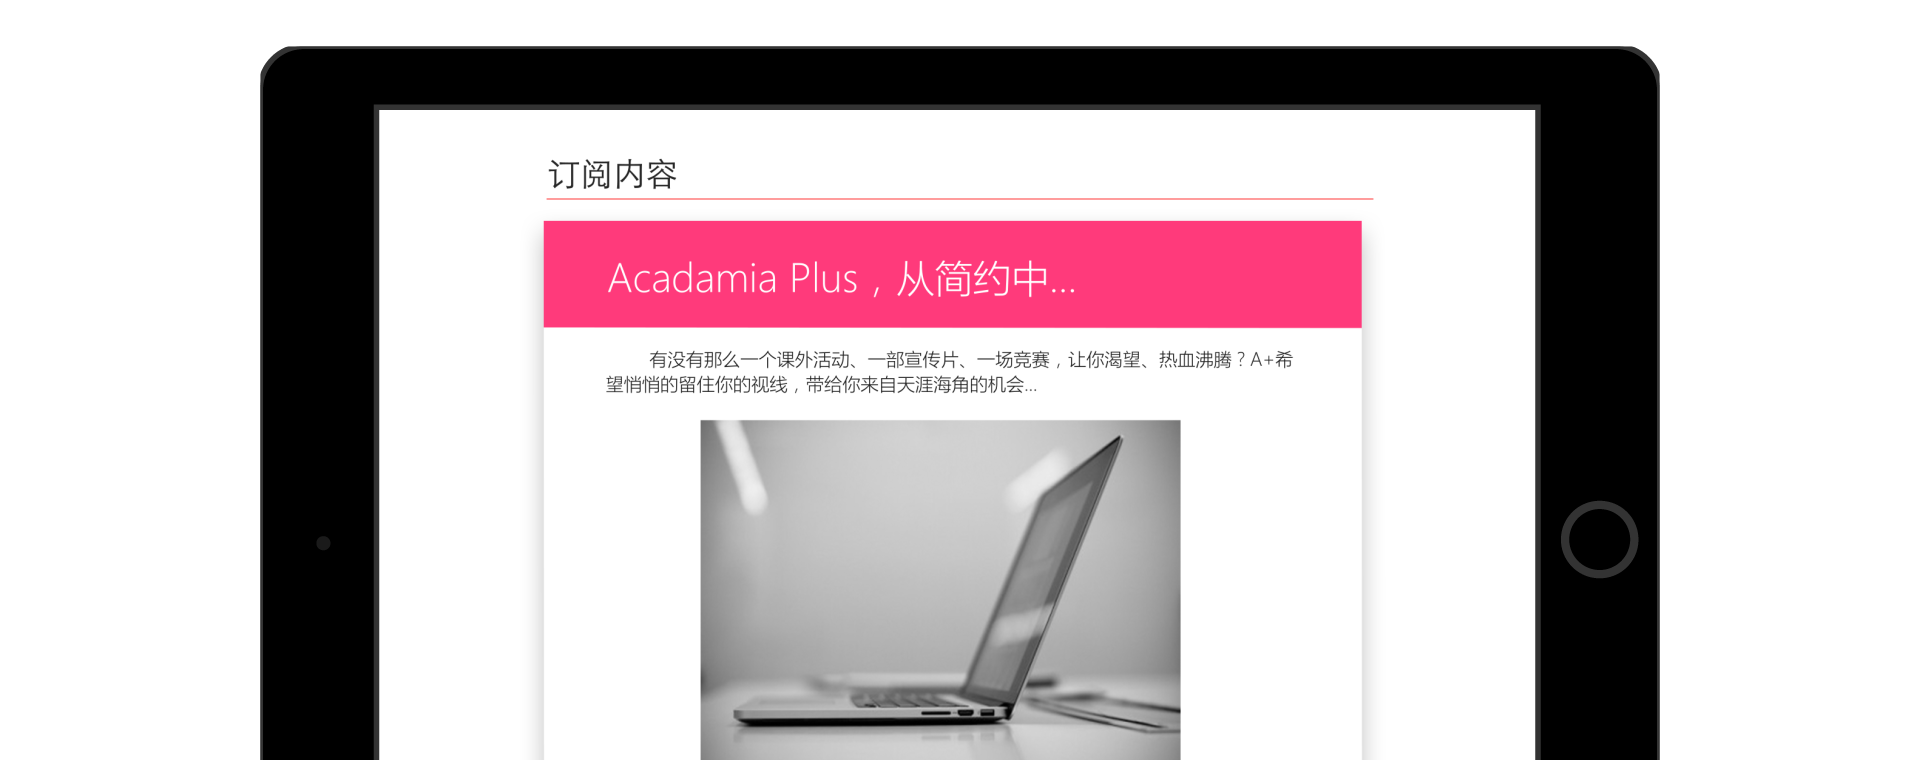 订阅内容
Acadamia Plus，从简约中...
有没有那么一个课外活动、一部宣传片、一场竞赛，让你渴望、热血沸腾？A+希
望悄悄的留住你的视线，带给你来自天涯海角的机会...